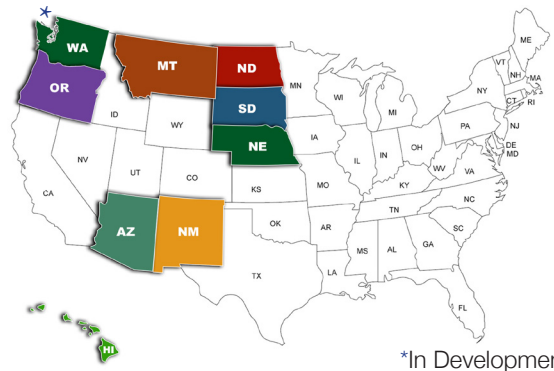 *
WA
OR
MT
ND
SD
NE
AZ
NM
HI
ID
WY
NV
UT
CO
CA
KS
OK
TX
MN
IA
MO
AR
LA
WI
IL
MI
IN
OH
KY
TN
MS
AL
GA
FL
SC
NC
VA
WV
PA
NY
VT
NH
ME
MA
RI
CT
NJ
DE
MD
*In Developmen